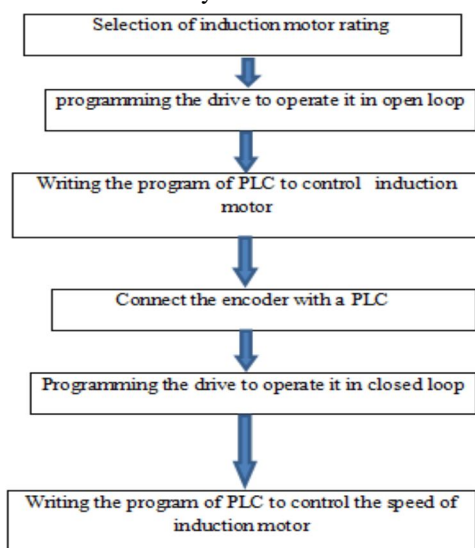 Selection of induction motor rating
programming the drive to operate it in open loop
Writing the program of PLC to control induction
motor
Connect the encoder with a PLC
Programming the drive to operate it in closed loop
Writing the program of PLC to control the speed of
induction motor